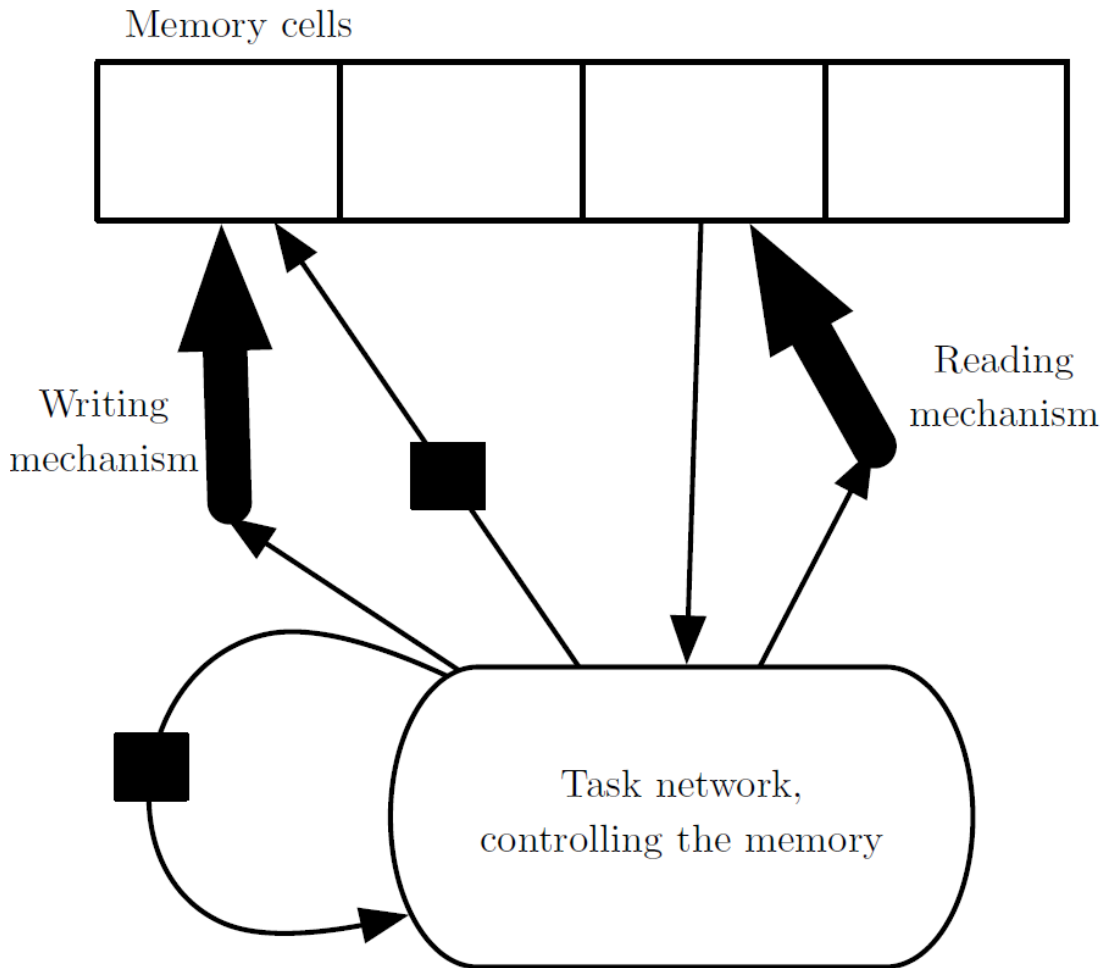 Memory cells
Writing
mechanism
Reading
mechanism
Task network,
controlling the memory